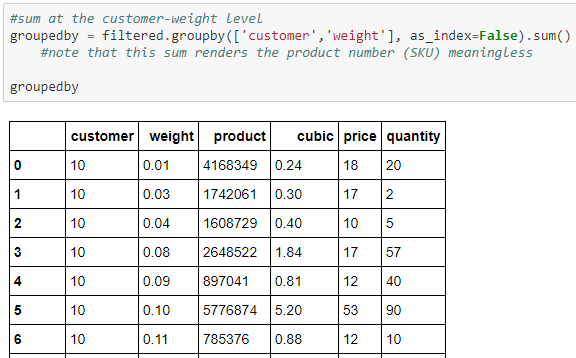 #sum at the customer-weight level
groupedby = filtered.groupby(['customer','weight'], as_index=False).sum()
#note that this sum renders the product number (SKU) meaningless
groupedby
customer weight product cubic price quantity
0 10 0.01 4168349 0.24 18 20
1 10 0.03 1742061 0.30 17 2
2 10 0.04 1608729 0.40 10 5
3 10 0.08 2648522 1.84 17 57
4 10 0.09 897041 0.81 12 40
5 10 0.10 5776874 5.20 53 90
6 10 0.11 785376 0.88 12 10